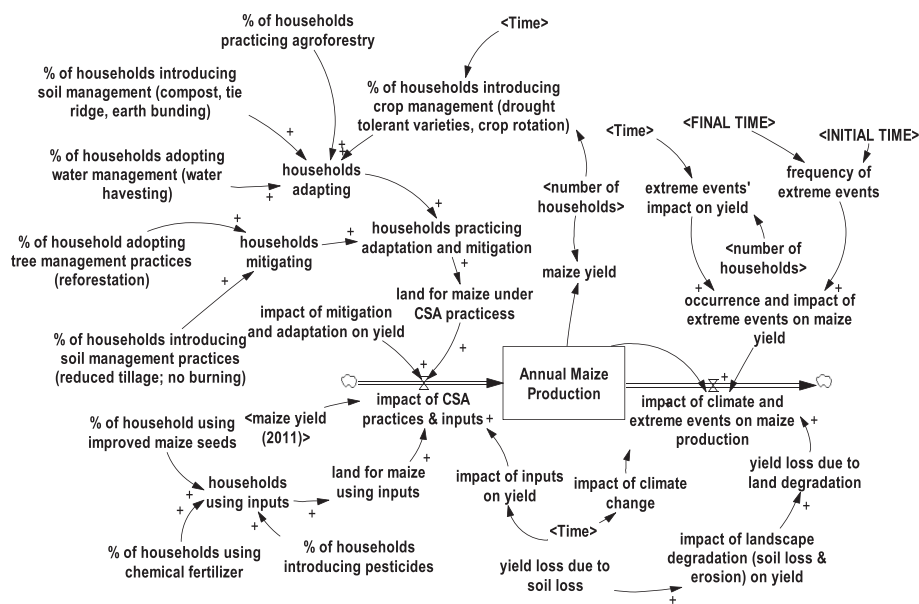 % of households
practicing agroforestry
<Time>
% of households introducing
soil management (compost, tie
ridge, earth bunding)
% of households introducing
crop management (drought
tolerant varieties, crop rotation)
+
+
+
% of households adopting
water management (water
havesting)
+
households
adapting
<Time>
<FINAL TIME>
<INITIAL TIME>
frequency of
extreme events
extreme events'
impact on yield
<number of
households>
<number of
households>
+
% of household adopting
tree management practices
(reforestation)
+
households
mitigating
+
households practicing
adaptation and mitigation
+
+
maize yield
land for maize under
CSA practicess
impact of mitigation
and adaptation on yield
+
+
occurrence and impact of
extreme events on maize
yield
% of households introducing
soil management practices
(reduced tillage; no burning)
+
+
Annual Maize
Production
+
impact of CSA
practices & inputs
+
<maize yield
(2011)>
impact of climate and
extreme events on maize
production
+
% of household using
improved maize seeds
+
households
using inputs
+
+
+
land for maize
using inputs
+
impact of inputs
on yield
impact of climate
change
yield loss due to
land degradation
+
+
<Time>
% of households using
chemical fertilizer
% of households
introducing pesticides
yield loss due to
soil loss
+
impact of landscape
degradation (soil loss &
erosion) on yield